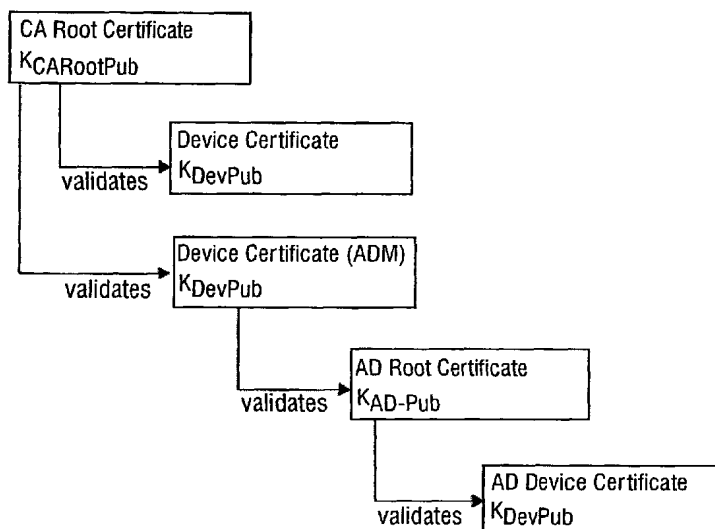 CA Root Certificate
KCARootPub
Device Certificate
KDevPub
validates
Device Certificate (ADM)
KDevPub
validates
AD Root Certificate
KAD-Pub
validates
AD Device Certificate
KDevPub
validates